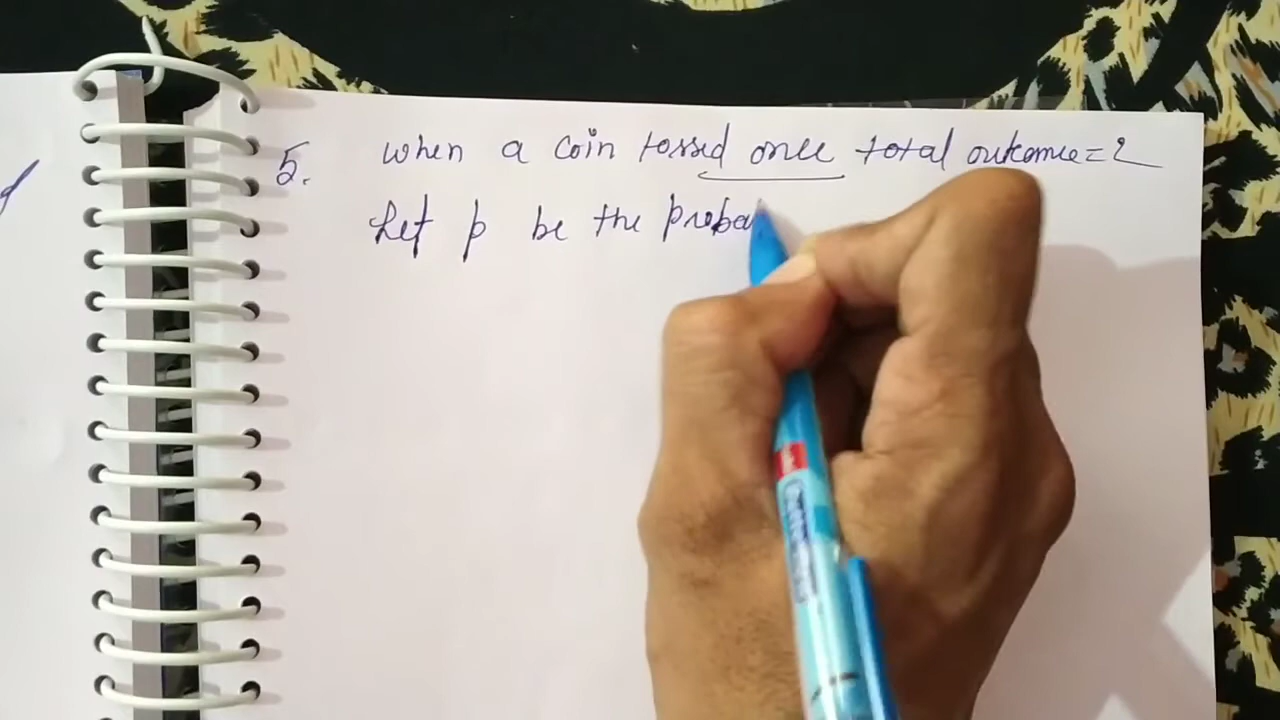 5. when a coin tossed once total outcome=2
Let p be the proba